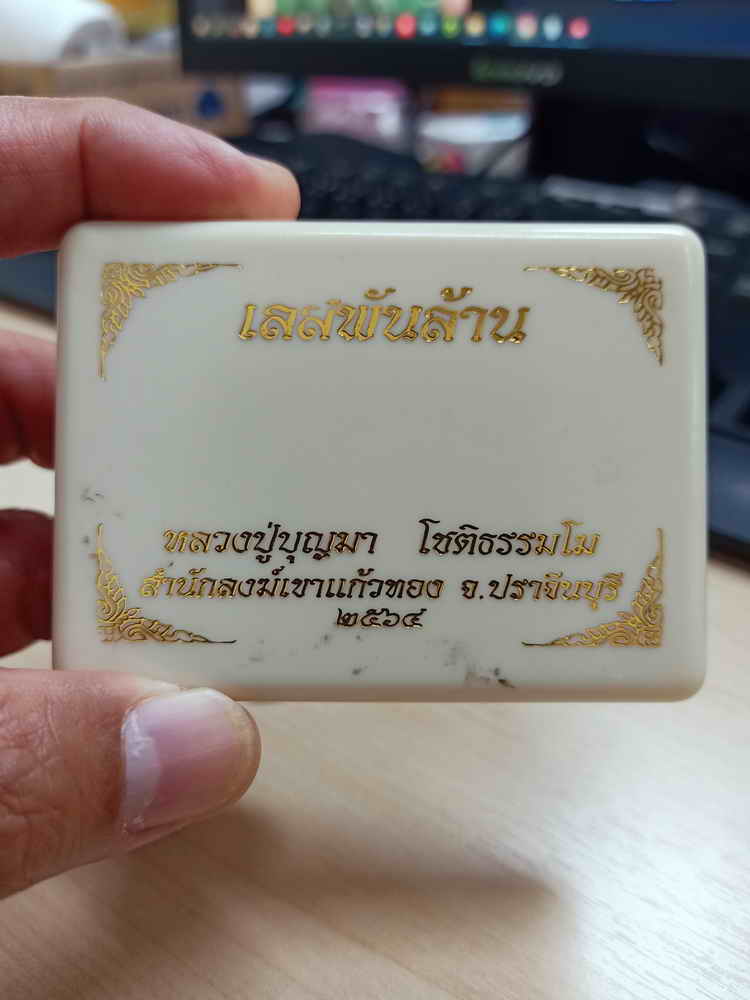 เลสพันล้าน
หลวงปู่บุญมา โชติธรรมโม
สำนักสงฆ์เขาแก้วทอง จ.ปราจีนบุรี
๒๕๖๔